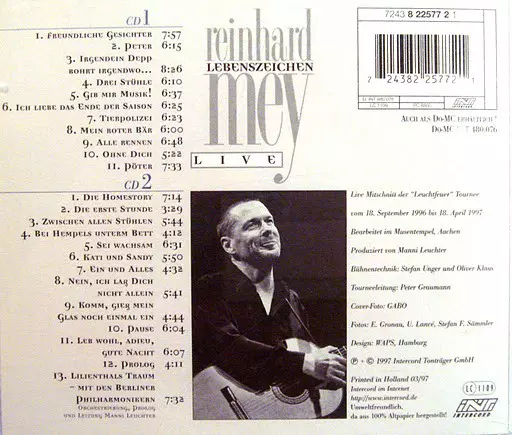 CD 1
1. Freundliche Gesichter 7:57
2. Peter 6:15
3. Irgendein Depp
bohrt irgendwo... 8:26
4. Drei Stühle 6:10
5. Gib mir Musik! 6:37
6. Ich liebe das Ende der Saison 6:25
7. Tierpolizei 6:23
8. Mein roter Bär 6:00
9. Alle rennen 6:48
10. Ohne Dich 5:22
11. Pöter 7:33
CD 2
1. Die Homestory 7:14
2. Die erste Stunde 3:29
3. Zwischen allen Stühlen 5:44
4. Bei Hempels unterm Bett 4:12
5. Sei wachsam 6:31
6. Kati und Sandy 5:50
7. Ein und Alles 4:32
8. Nein, ich laß Dich
nicht allein 5:41
9. Komm, gieß mein
Glas noch einmal ein 4:44
10. Pause 6:04
11. Leb wohl, adieu,
gute Nacht 6:07
12. Prolog 4:11
13. Lilienthals Traum
– mit den Berliner
Philharmonikern 7:32
Orchestrierung, Prolog
und Leitung Manni Leuchter
reinhard
LEBENSZEICHEN
mey
LIVE
7243 8 22577 2 1
7 24382 25772 1
INT
Auch als Do-MC erhältlich!
Do-MC 480.076
Live Mitschnitt der "Leuchtfeuer" Tournee
vom 18. September 1996 bis 18. April 1997
Bearbeitet im Musentempel, Aachen
Produziert von Manni Leuchter
Bühnentechnik: Stefan Unger und Oliver Klaus
Tourneeleitung: Peter Graumann
Cover-Foto: GABO
Fotos: E. Gronau, U. Lancé, Stefan F. Sämmler
Design: WAPS, Hamburg
℗ - © 1997 Intercord Tonträger GmbH
Printed in Holland 03/97
Intercord im Internet
http://www.intercord.de
Umweltfreundlich,
da aus 100% Altpapier hergestellt!
LC 1109
INT
INTERCORD